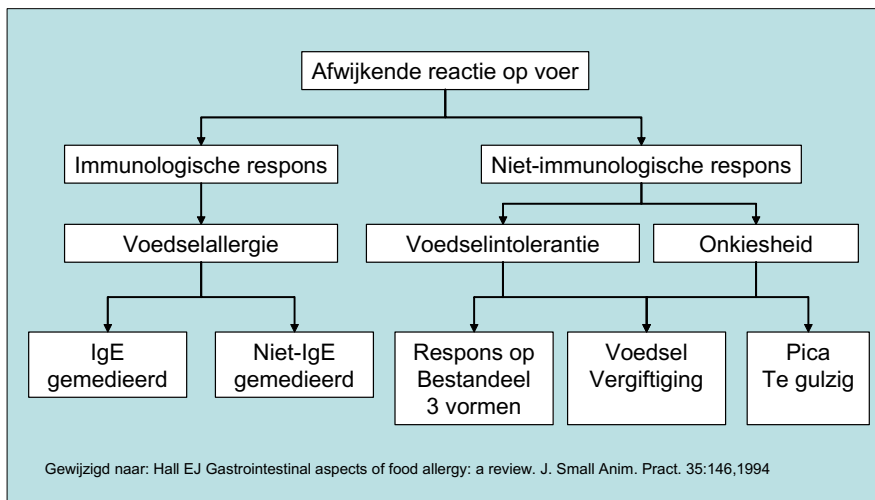 Afwijkende reactie op voer
Immunologische respons
Niet-immunologische respons
Voedselallergie
Voedselintolerantie
Onkiesheid
IgE
gemedieerd
Niet-IgE
gemedieerd
Respons op
Bestandeel
3 vormen
Voedsel
Vergiftiging
Pica
Te gulzig
Gewijzigd naar: Hall EJ Gastrointestinal aspects of food allergy: a review. J. Small Anim. Pract. 35:146,1994